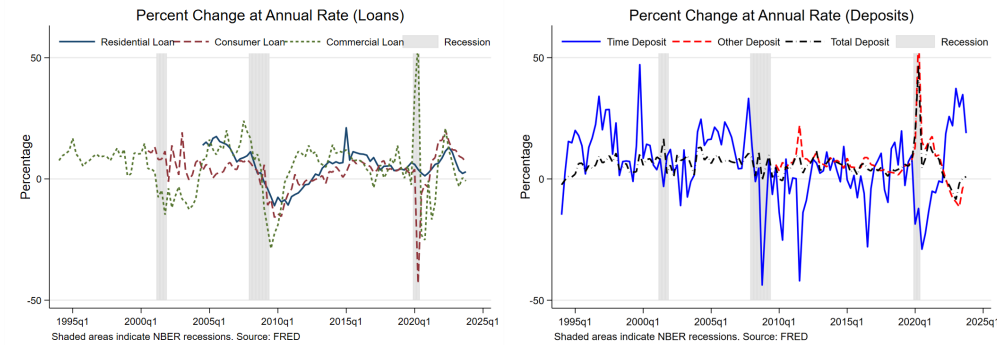 Percent Change at Annual Rate (Loans)
Residential Loan Consumer Loan Commercial Loan Recession
Percentage
50
0
-50
1995q1 2000q1 2005q1 2010q1 2015q1 2020q1 2025q1
Shaded areas indicate NBER recessions. Source: FRED
Percent Change at Annual Rate (Deposits)
Time Deposit Other Deposit Total Deposit Recession
Percentage
50
0
-50
1995q1 2000q1 2005q1 2010q1 2015q1 2020q1 2025q1
Shaded areas indicate NBER recessions. Source: FRED